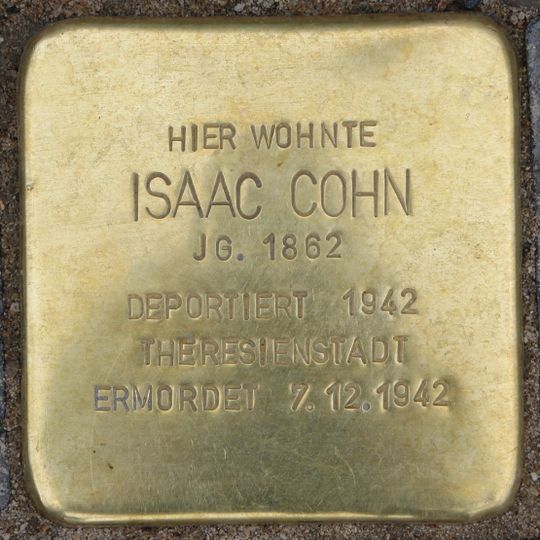 HIER WOHNTE
ISAAC COHN
JG. 1862
DEPORTIERT 1942
THERESIENSTADT
ERMORDET 7.12.1942